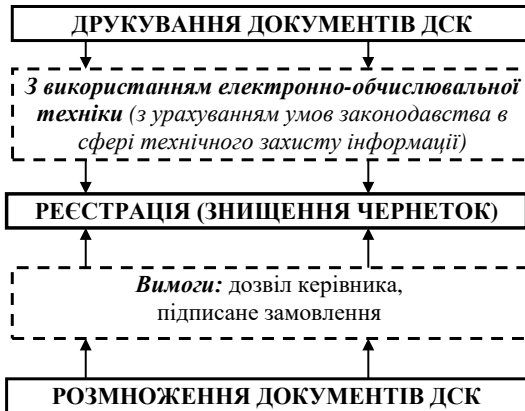 ДРУКУВАННЯ ДОКУМЕНТІВ ДСК
З використанням електронно-обчислювальної
техніки (з урахуванням умов законодавства в
сфері технічного захисту інформації)
РЕЄСТРАЦІЯ (ЗНИЩЕННЯ ЧЕРНЕТОК)
Вимоги: дозвіл керівника,
підписане замовлення
РОЗМНОЖЕННЯ ДОКУМЕНТІВ ДСК